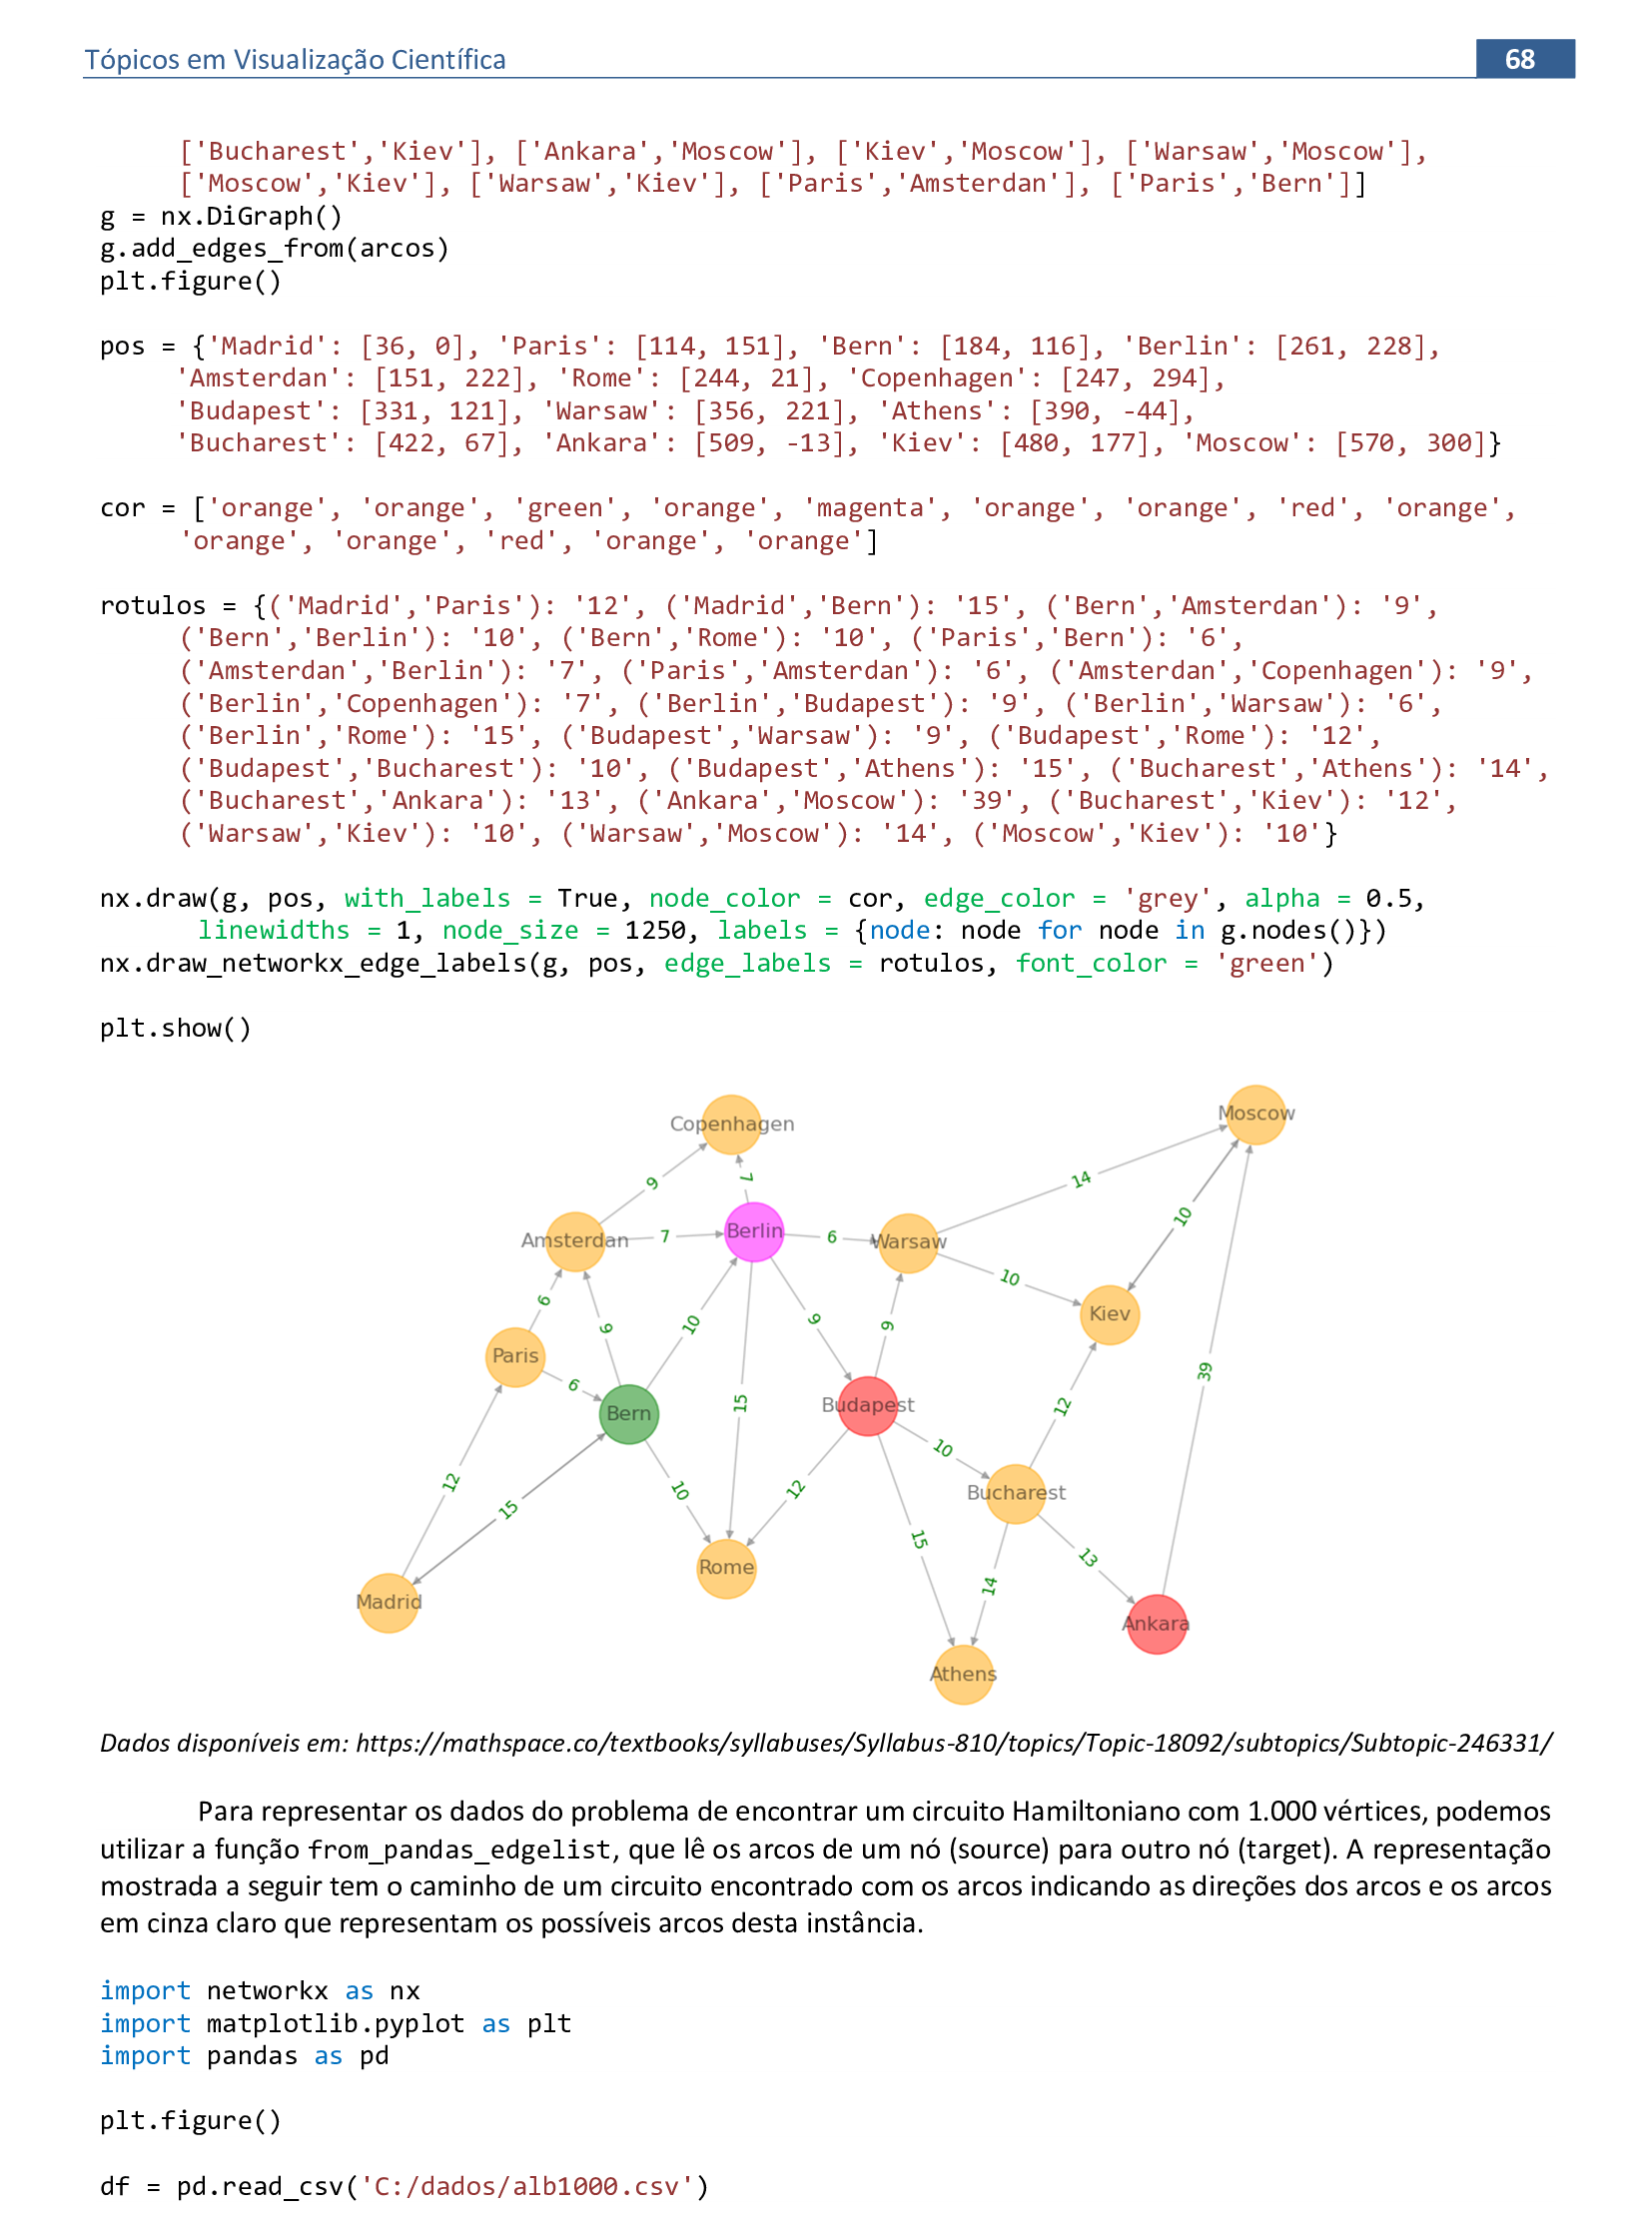 Tópicos em Visualização Científica 68
['Bucharest','Kiev'], ['Ankara','Moscow'], ['Kiev','Moscow'], ['Warsaw','Moscow'],
['Moscow','Kiev'], ['Warsaw','Kiev'], ['Paris','Amsterdan'], ['Paris','Bern']]
g = nx.DiGraph()
g.add_edges_from(arcos)
plt.figure()
pos = {'Madrid': [36, 0], 'Paris': [114, 151], 'Bern': [184, 116], 'Berlin': [261, 228],
'Amsterdan': [151, 222], 'Rome': [244, 21], 'Copenhagen': [247, 294],
'Budapest': [331, 121], 'Warsaw': [356, 221], 'Athens': [390, -44],
'Bucharest': [422, 67], 'Ankara': [509, -13], 'Kiev': [480, 177], 'Moscow': [570, 300]}
cor = ['orange', 'orange', 'green', 'orange', 'magenta', 'orange', 'orange', 'red', 'orange',
'orange', 'orange', 'red', 'orange', 'orange']
rotulos = {('Madrid','Paris'): '12', ('Madrid','Bern'): '15', ('Bern','Amsterdan'): '9',
('Bern','Berlin'): '10', ('Bern','Rome'): '10', ('Paris','Bern'): '6',
('Amsterdan','Berlin'): '7', ('Paris','Amsterdan'): '6', ('Amsterdan','Copenhagen'): '9',
('Berlin','Copenhagen'): '7', ('Berlin','Budapest'): '9', ('Berlin','Warsaw'): '6',
('Berlin','Rome'): '15', ('Budapest','Warsaw'): '9', ('Budapest','Rome'): '12',
('Budapest','Bucharest'): '10', ('Budapest','Athens'): '15', ('Bucharest','Athens'): '14',
('Bucharest','Ankara'): '13', ('Ankara','Moscow'): '39', ('Bucharest','Kiev'): '12',
('Warsaw','Kiev'): '10', ('Warsaw','Moscow'): '14', ('Moscow','Kiev'): '10'}
nx.draw(g, pos, with_labels = True, node_color = cor, edge_color = 'grey', alpha = 0.5,
linewidths = 1, node_size = 1250, labels = {node: node for node in g.nodes()})
nx.draw_networkx_edge_labels(g, pos, edge_labels = rotulos, font_color = 'green')
plt.show()
Moscow
Copenhagen
7
14
9
10
Berlin
Amsterdan 7 6 Warsaw
10
6
Kiev
9 10 9 9
Paris
39
6
15
Budapest
12
Bern
10
12
10
12
Bucharest
15
15
13
Rome
14
Madrid
Ankara
Athens
Dados disponíveis em: https://mathspace.co/textbooks/syllabuses/Syllabus-810/topics/Topic-18092/subtopics/Subtopic-246331/
Para representar os dados do problema de encontrar um circuito Hamiltoniano com 1.000 vértices, podemos
utilizar a função from_pandas_edgelist, que lê os arcos de um nó (source) para outro nó (target). A representação
mostrada a seguir tem o caminho de um circuito encontrado com os arcos indicando as direções dos arcos e os arcos
em cinza claro que representam os possíveis arcos desta instância.
import networkx as nx
import matplotlib.pyplot as plt
import pandas as pd
plt.figure()
df = pd.read_csv('C:/dados/alb1000.csv')